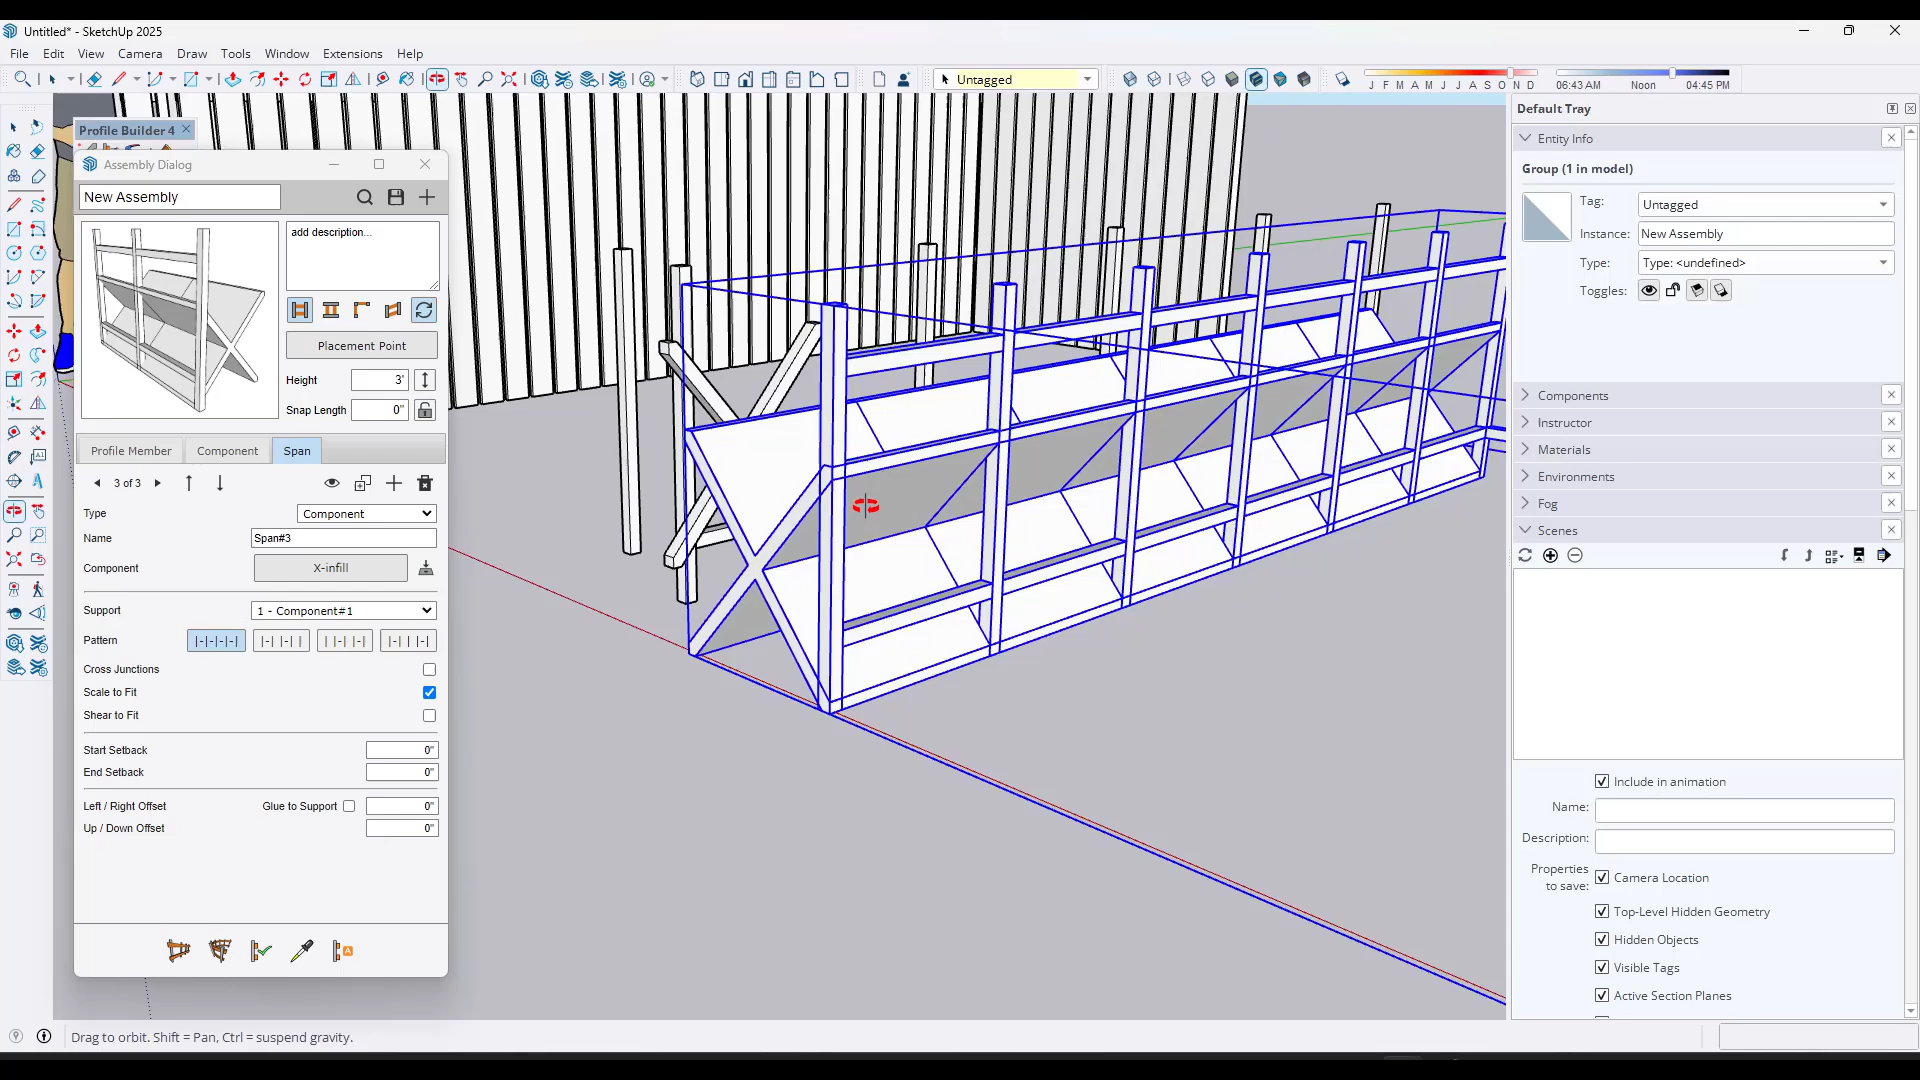 Untitled* - SketchUp 2025
File Edit View Camera Draw Tools Window Extensions Help
Untagged
J F M A M J J A S O N D 06:43 AM Noon 04:45 PM
Profile Builder 4
Assembly Dialog
New Assembly
add description...
Placement Point
Height 3'
Snap Length 0"
Profile Member Component Span
3 of 3
Type Component
Name Span#3
Component X-infill
Support 1 - Component#1
Pattern
Cross Junctions
Scale to Fit
Shear to Fit
Start Setback 0"
End Setback 0"
Left / Right Offset Glue to Support 0"
Up / Down Offset 0"
Default Tray
Entity Info
Group (1 in model)
Tag: Untagged
Instance: New Assembly
Type: Type: <undefined>
Toggles:
Components
Instructor
Materials
Environments
Fog
Scenes
Include in animation
Name:
Description:
Properties
to save:
Camera Location
Top-Level Hidden Geometry
Hidden Objects
Visible Tags
Active Section Planes
Drag to orbit. Shift = Pan, Ctrl = suspend gravity.